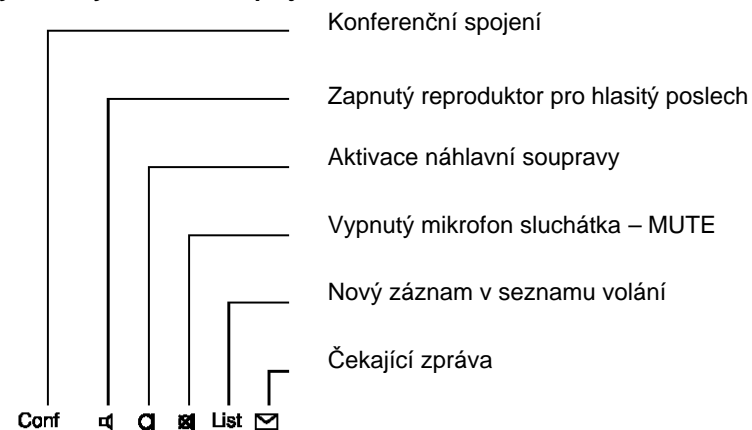 Konferenční spojení
Zapnutý reproduktor pro hlasitý poslech
Aktivace náhlavní soupravy
Vypnutý mikrofon sluchátka – MUTE
Nový záznam v seznamu volání
Čekající zpráva
Conf List